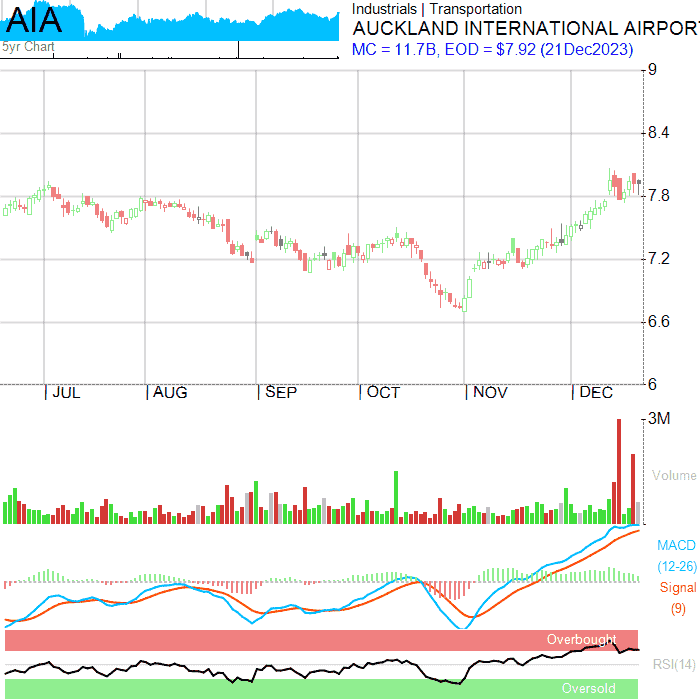 AIA
5yr Chart
Industrials | Transportation
AUCKLAND INTERNATIONAL AIRPOR
MC = 11.7B, EOD = $7.92 (21Dec2023)
9
8.4
7.8
7.2
6.6
6
JUL
AUG
SEP
OCT
NOV
DEC
3M
Volume
MACD
(12-26)
Signal
(9)
Overbought
RSI(14)
Oversold